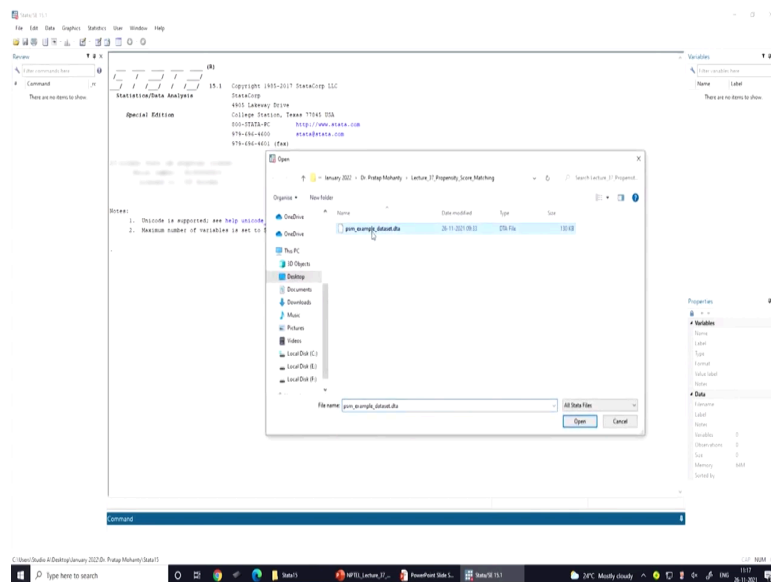 Stata/SE 15.1
File Edit Data Graphics Statistics User Window Help
Review
Filter commands here
# Command
There are no items to show.
(R)
15.1 Copyright 1985-2017 StataCorp LLC
Statistics/Data Analysis StataCorp
4905 Lakeway Drive
Special Edition College Station, Texas 77845 USA
800-STATA-PC http://www.stata.com
979-696-4600 stata@stata.com
979-696-4601 (fax)
Notes:
1. Unicode is supported; see help unicode_
2. Maximum number of variables is set to
Open
January 2022 › Dr. Pratap Mohanty › Lecture_37_Propensity_Score_Matching
Search Lecture_37_Propensit
Organize New folder
Name Date modified Type Size
psm_example_dataset.dta 26-11-2021 09:32 DTA File 130 KB
OneDrive
OneDrive
This PC
3D Objects
Desktop
Documents
Downloads
Music
Pictures
Videos
Local Disk (C:)
Local Disk (E:)
Local Disk (F:)
File name: psm_example_dataset.dta
All Stata Files
Open Cancel
Variables
Filter variables here
Name Label
There are no items to show.
Properties
Variables
Name
Label
Type
Format
Value label
Notes
Data
Filename
Label
Notes
Variables 0
Observations 0
Size 0
Memory 64M
Sorted by
Command
C:\Users\Studio A\Desktop\January 2022\Dr. Pratap Mohanty\Stata15
CAP NUM
Type here to search
Stata15
NPTEL_Lecture_37_...
PowerPoint Slide S...
Stata/SE 15.1
24°C Mostly cloudy
ENG
11:17
26-11-2021